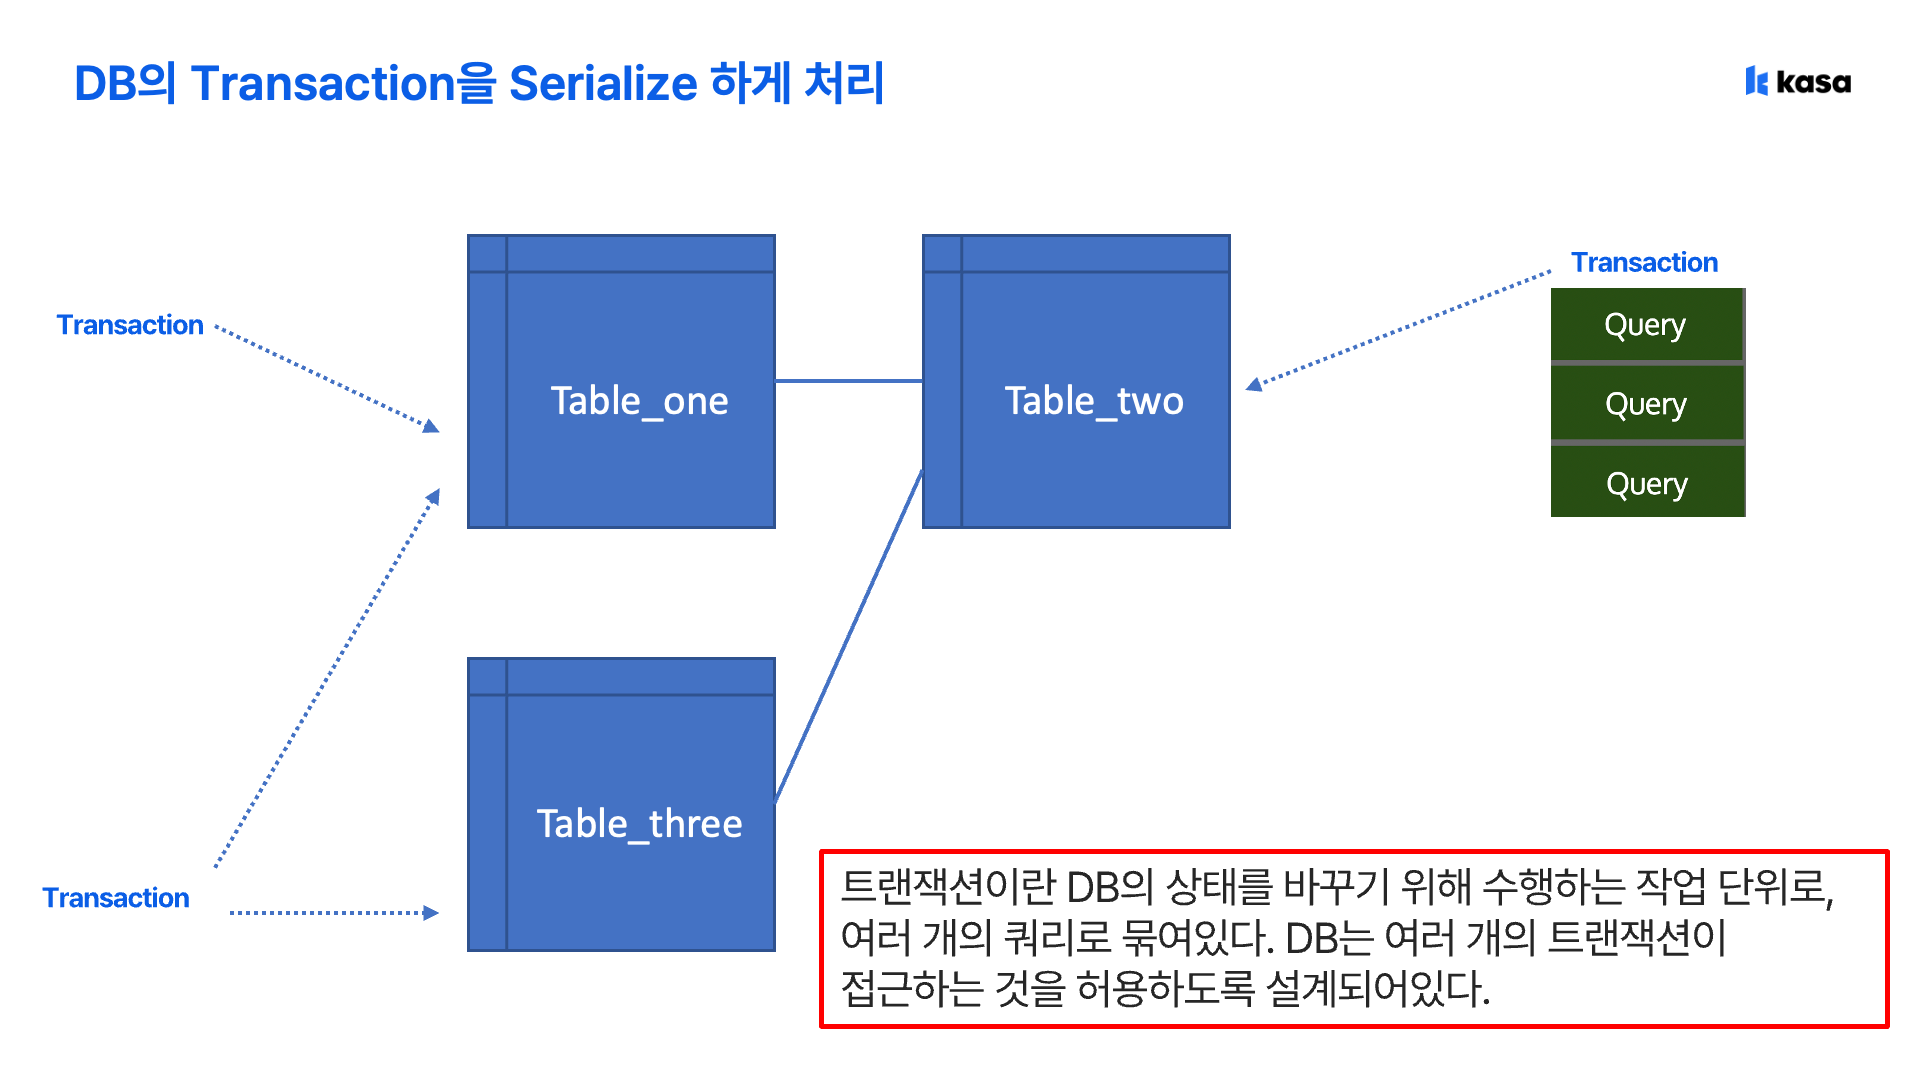 DB의 Transaction을 Serialize 하게 처리
kasa
Transaction
Table_one
Table_two
Transaction
Query
Query
Query
Transaction
Table_three
트랜잭션이란 DB의 상태를 바꾸기 위해 수행하는 작업 단위로,
여러 개의 쿼리로 묶여있다. DB는 여러 개의 트랜잭션이
접근하는 것을 허용하도록 설계되어있다.